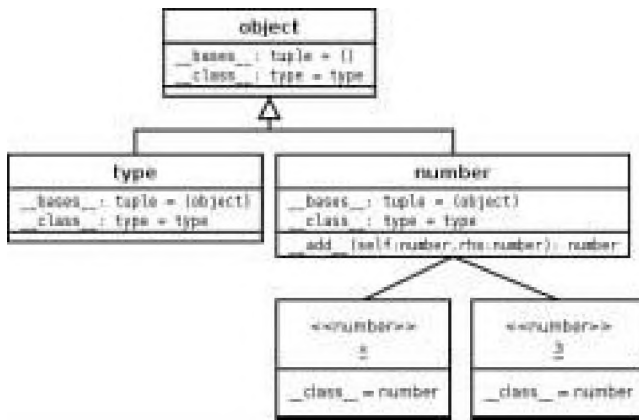 object
__bases__: tuple = ()
__class__: type = type
type
__bases__: tuple = (object)
__class__: type = type
number
__bases__: tuple = (object)
__class__: type = type
__add__(self:number,rhs:number): number
<<number>>
<<number>>
3
__class__ = number
__class__ = number